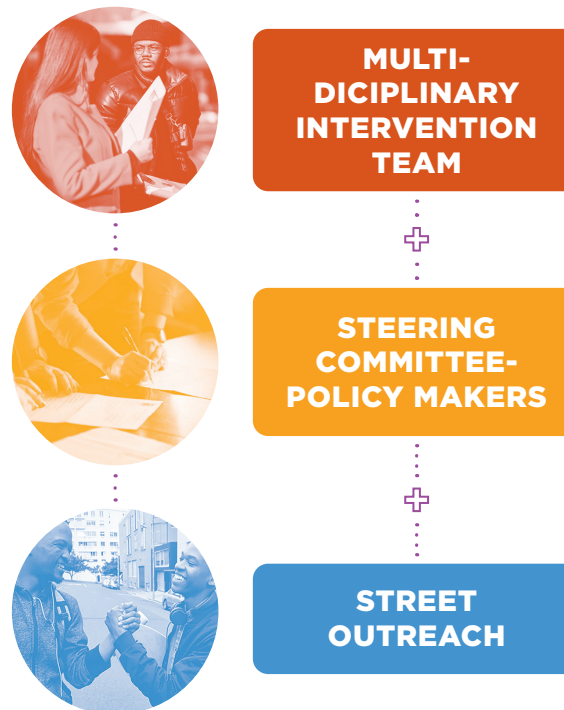 MULTI-
DICIPLINARY
INTERVENTION
TEAM
STEERING
COMMITTEE-
POLICY MAKERS
STREET
OUTREACH